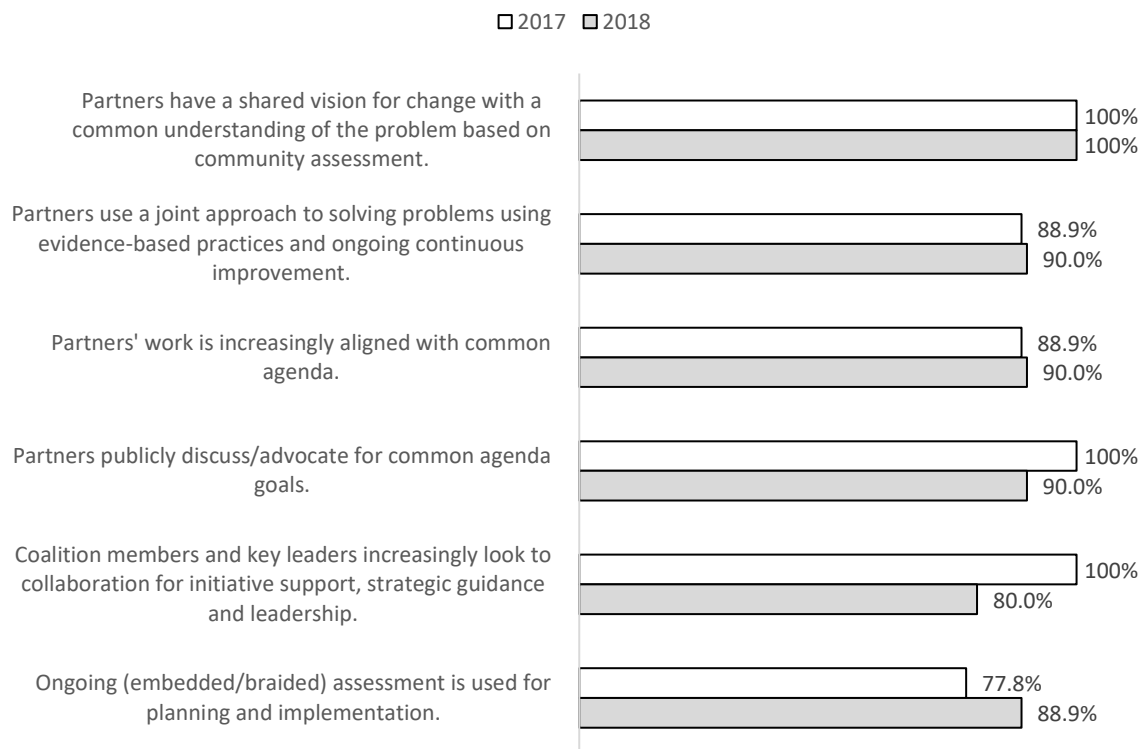 2017 2018
Partners have a shared vision for change with a
common understanding of the problem based on
community assessment.
100%
100%
Partners use a joint approach to solving problems using
evidence-based practices and ongoing continuous
improvement.
88.9%
90.0%
Partners' work is increasingly aligned with common
agenda.
88.9%
90.0%
Partners publicly discuss/advocate for common agenda
goals.
100%
90.0%
Coalition members and key leaders increasingly look to
collaboration for initiative support, strategic guidance
and leadership.
100%
80.0%
Ongoing (embedded/braided) assessment is used for
planning and implementation.
77.8%
88.9%